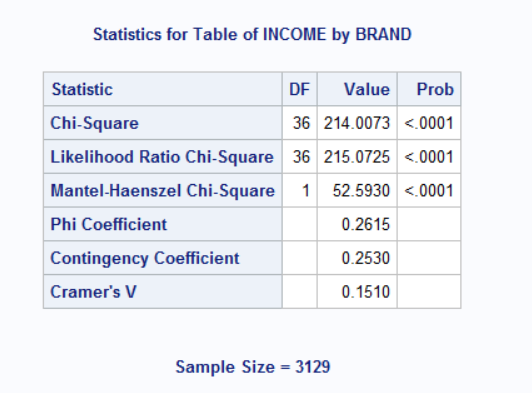 Statistics for Table of INCOME by BRAND
Statistic DF Value Prob
Chi-Square 36 214.0073 <.0001
Likelihood Ratio Chi-Square 36 215.0725 <.0001
Mantel-Haenszel Chi-Square 1 52.5930 <.0001
Phi Coefficient 0.2615
Contingency Coefficient 0.2530
Cramer's V 0.1510
Sample Size = 3129